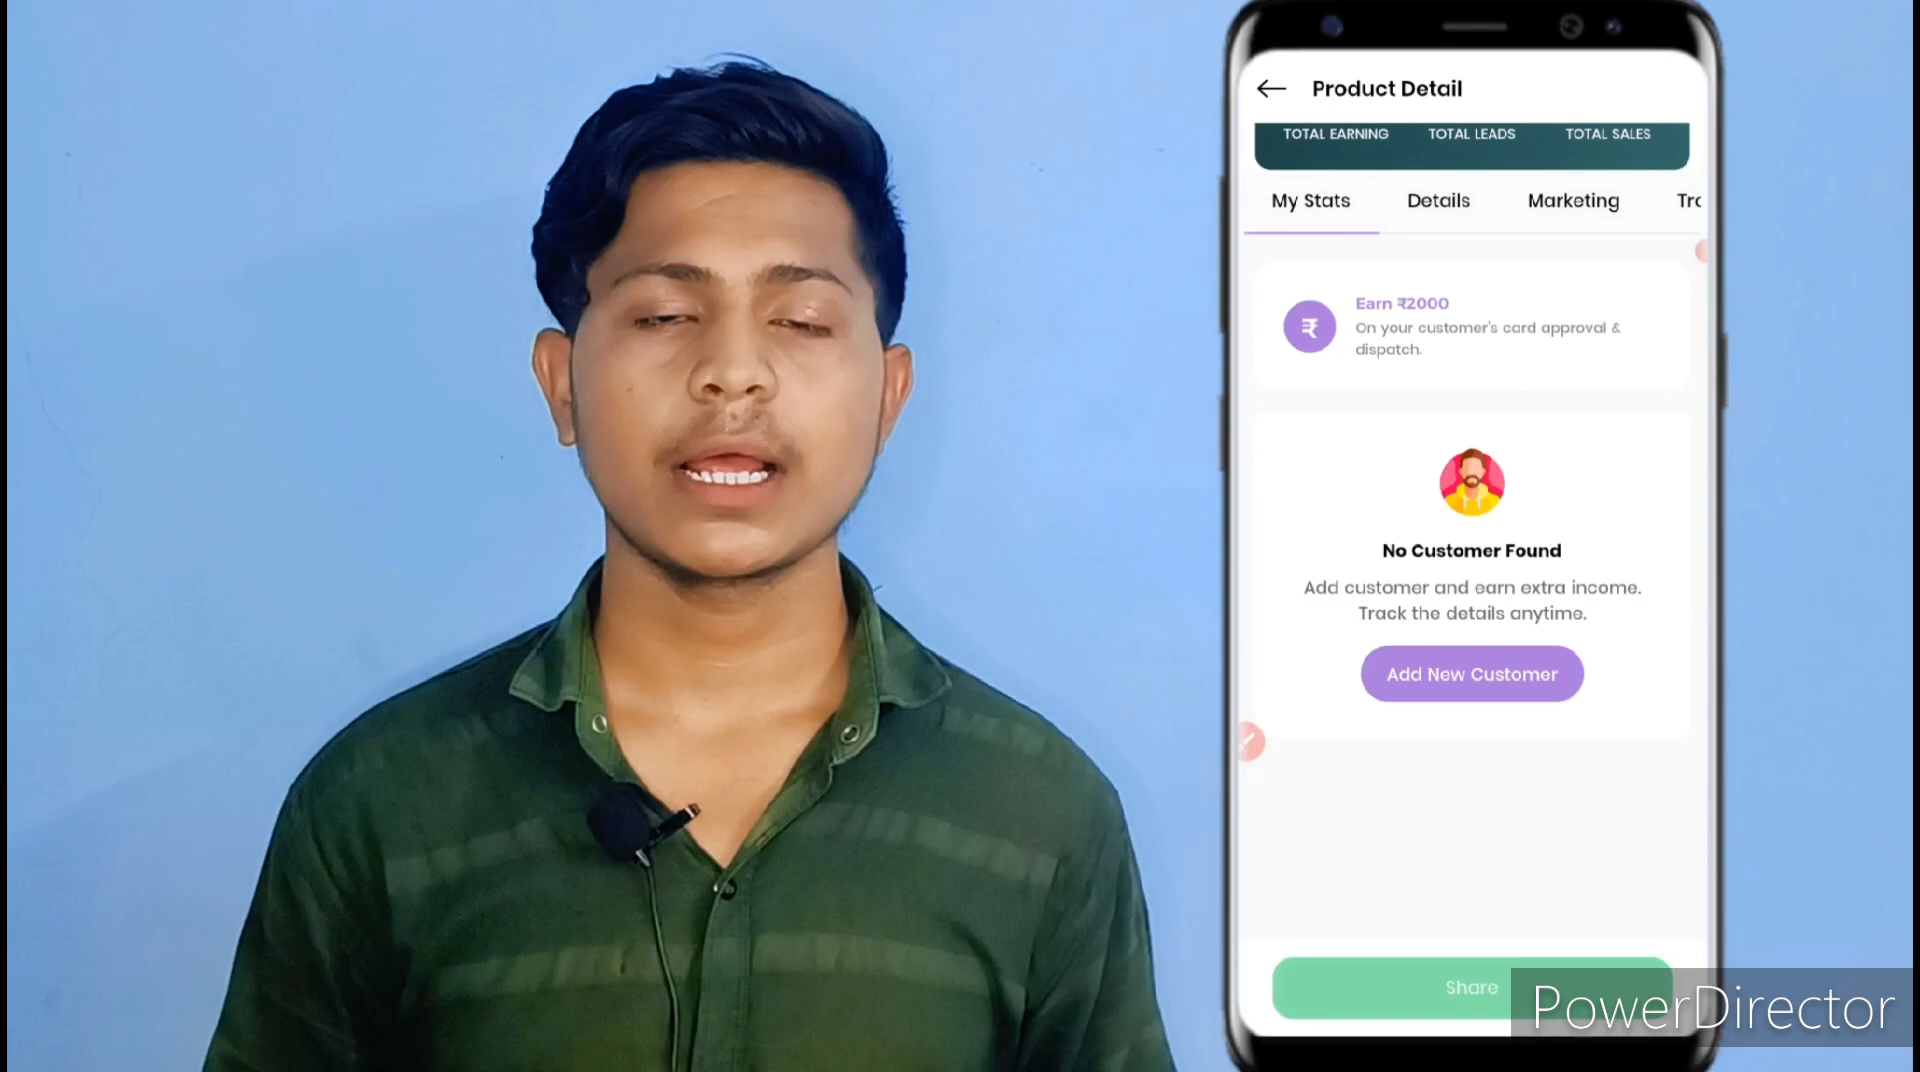 Product Detail
TOTAL EARNING TOTAL LEADS TOTAL SALES
My Stats Details Marketing
Earn ₹2000
On your customer's card approval &
dispatch.
No Customer Found
Add customer and earn extra income.
Track the details anytime.
Add New Customer
Share
PowerDirector